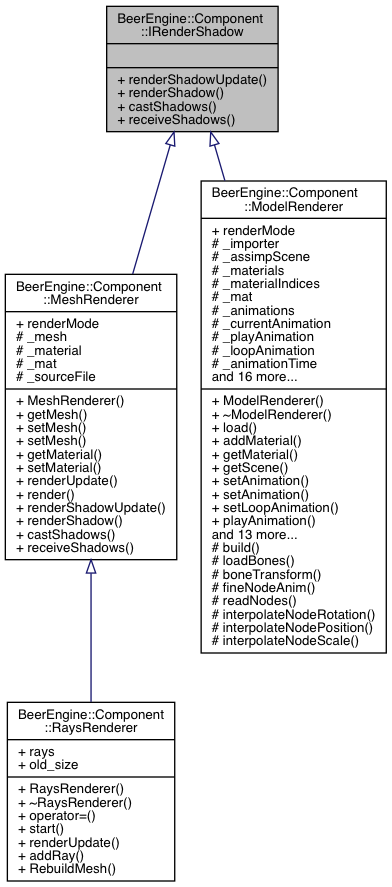 BeerEngine::Component
::IRenderShadow
+ renderShadowUpdate()
+ renderShadow()
+ castShadows()
+ receiveShadows()
BeerEngine::Component
::ModelRenderer
+ renderMode
# _importer
# _assimpScene
# _materials
# _materialIndices
# _mat
# _animations
# _currentAnimation
# _playAnimation
# _loopAnimation
# _animationTime
and 16 more...
+ ModelRenderer()
+ ~ModelRenderer()
+ load()
+ addMaterial()
+ getMaterial()
+ getScene()
+ setAnimation()
+ setAnimation()
+ setLoopAnimation()
+ playAnimation()
and 13 more...
# build()
# loadBones()
# boneTransform()
# fineNodeAnim()
# readNodes()
# interpolateNodeRotation()
# interpolateNodePosition()
# interpolateNodeScale()
BeerEngine::Component
::MeshRenderer
+ renderMode
# _mesh
# _material
# _mat
# _sourceFile
+ MeshRenderer()
+ getMesh()
+ setMesh()
+ setMesh()
+ getMaterial()
+ setMaterial()
+ renderUpdate()
+ render()
+ renderShadowUpdate()
+ renderShadow()
+ castShadows()
+ receiveShadows()
BeerEngine::Component
::RaysRenderer
+ rays
+ old_size
+ RaysRenderer()
+ ~RaysRenderer()
+ operator=()
+ start()
+ renderUpdate()
+ addRay()
+ RebuildMesh()